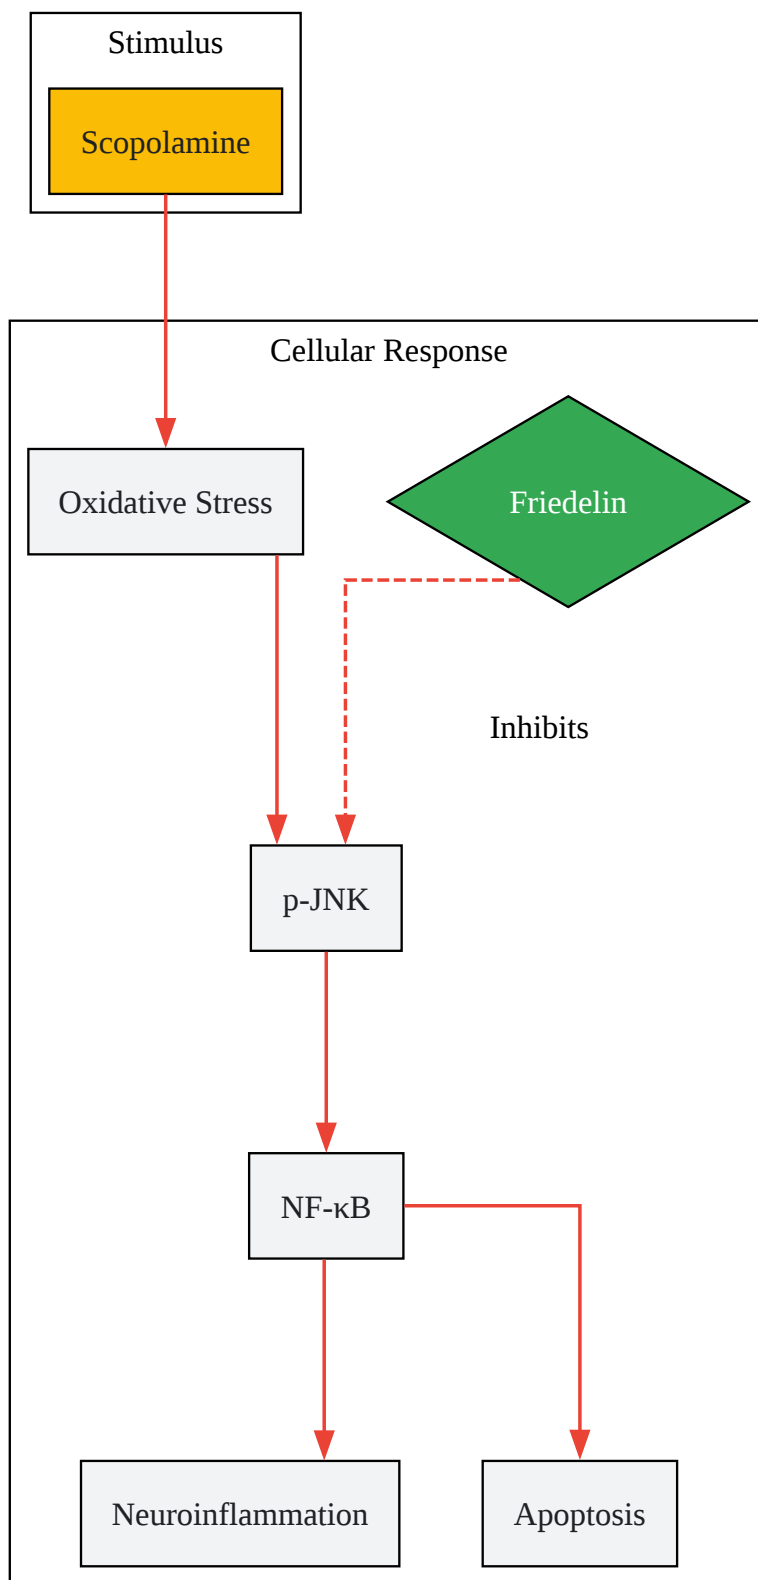 Stimulus
Scopolamine
Cellular Response
Oxidative Stress
Friedelin
Inhibits
p-JNK
NF-κB
Neuroinflammation
Apoptosis